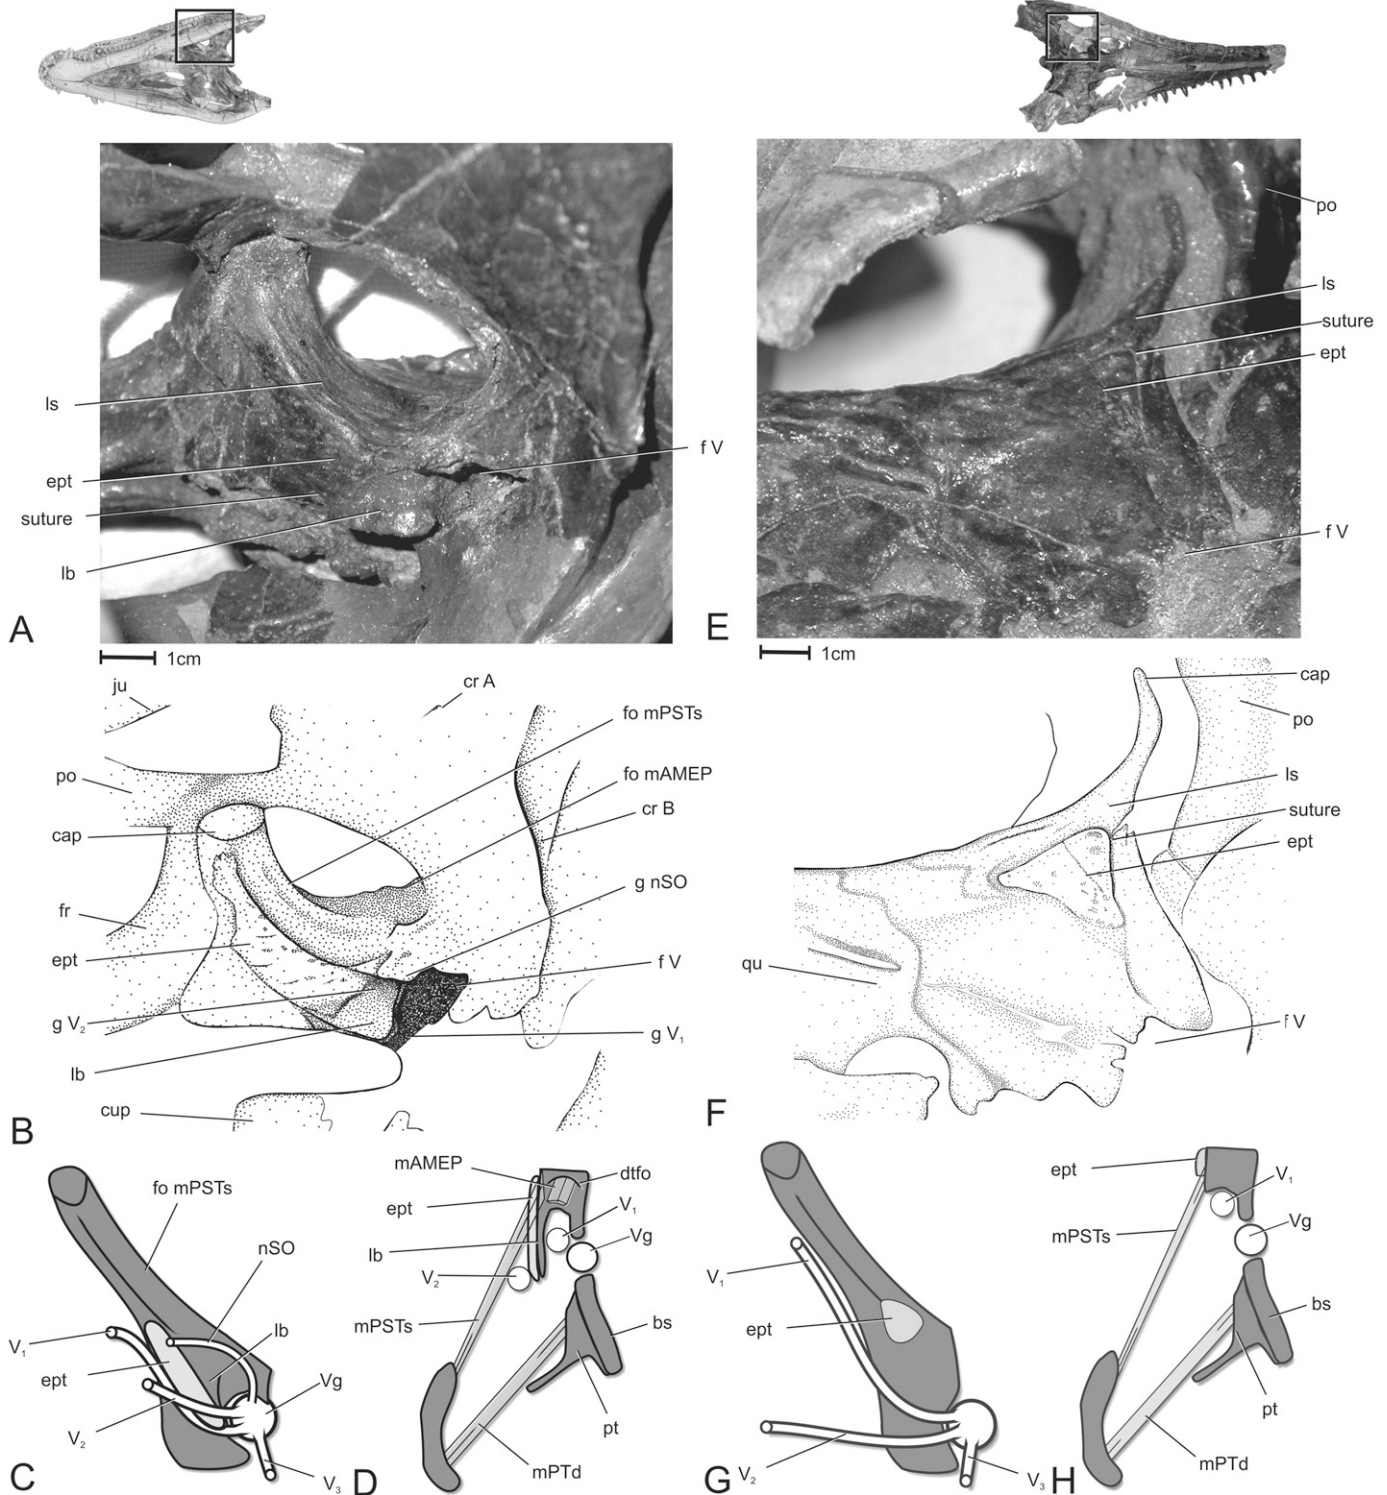 po
ls
suture
ept
ls
f V
ept
suture
lb
f V
A
E
1cm
1cm
ju
cr A
fo mPSTs
po
fo mAMEP
cr B
cap
g nSO
fr
ept
f V
g V2
g V1
lb
cup
B
cap
po
ls
suture
ept
qu
f V
F
fo mPSTs
nSO
lb
V1
ept
Vg
V2
V3
C
mAMEP
dtfo
ept
V1
lb
Vg
V2
mPSTs
bs
pt
mPTd
D
V1
ept
V2
V3
G
ept
V1
mPSTs
Vg
bs
pt
mPTd
H